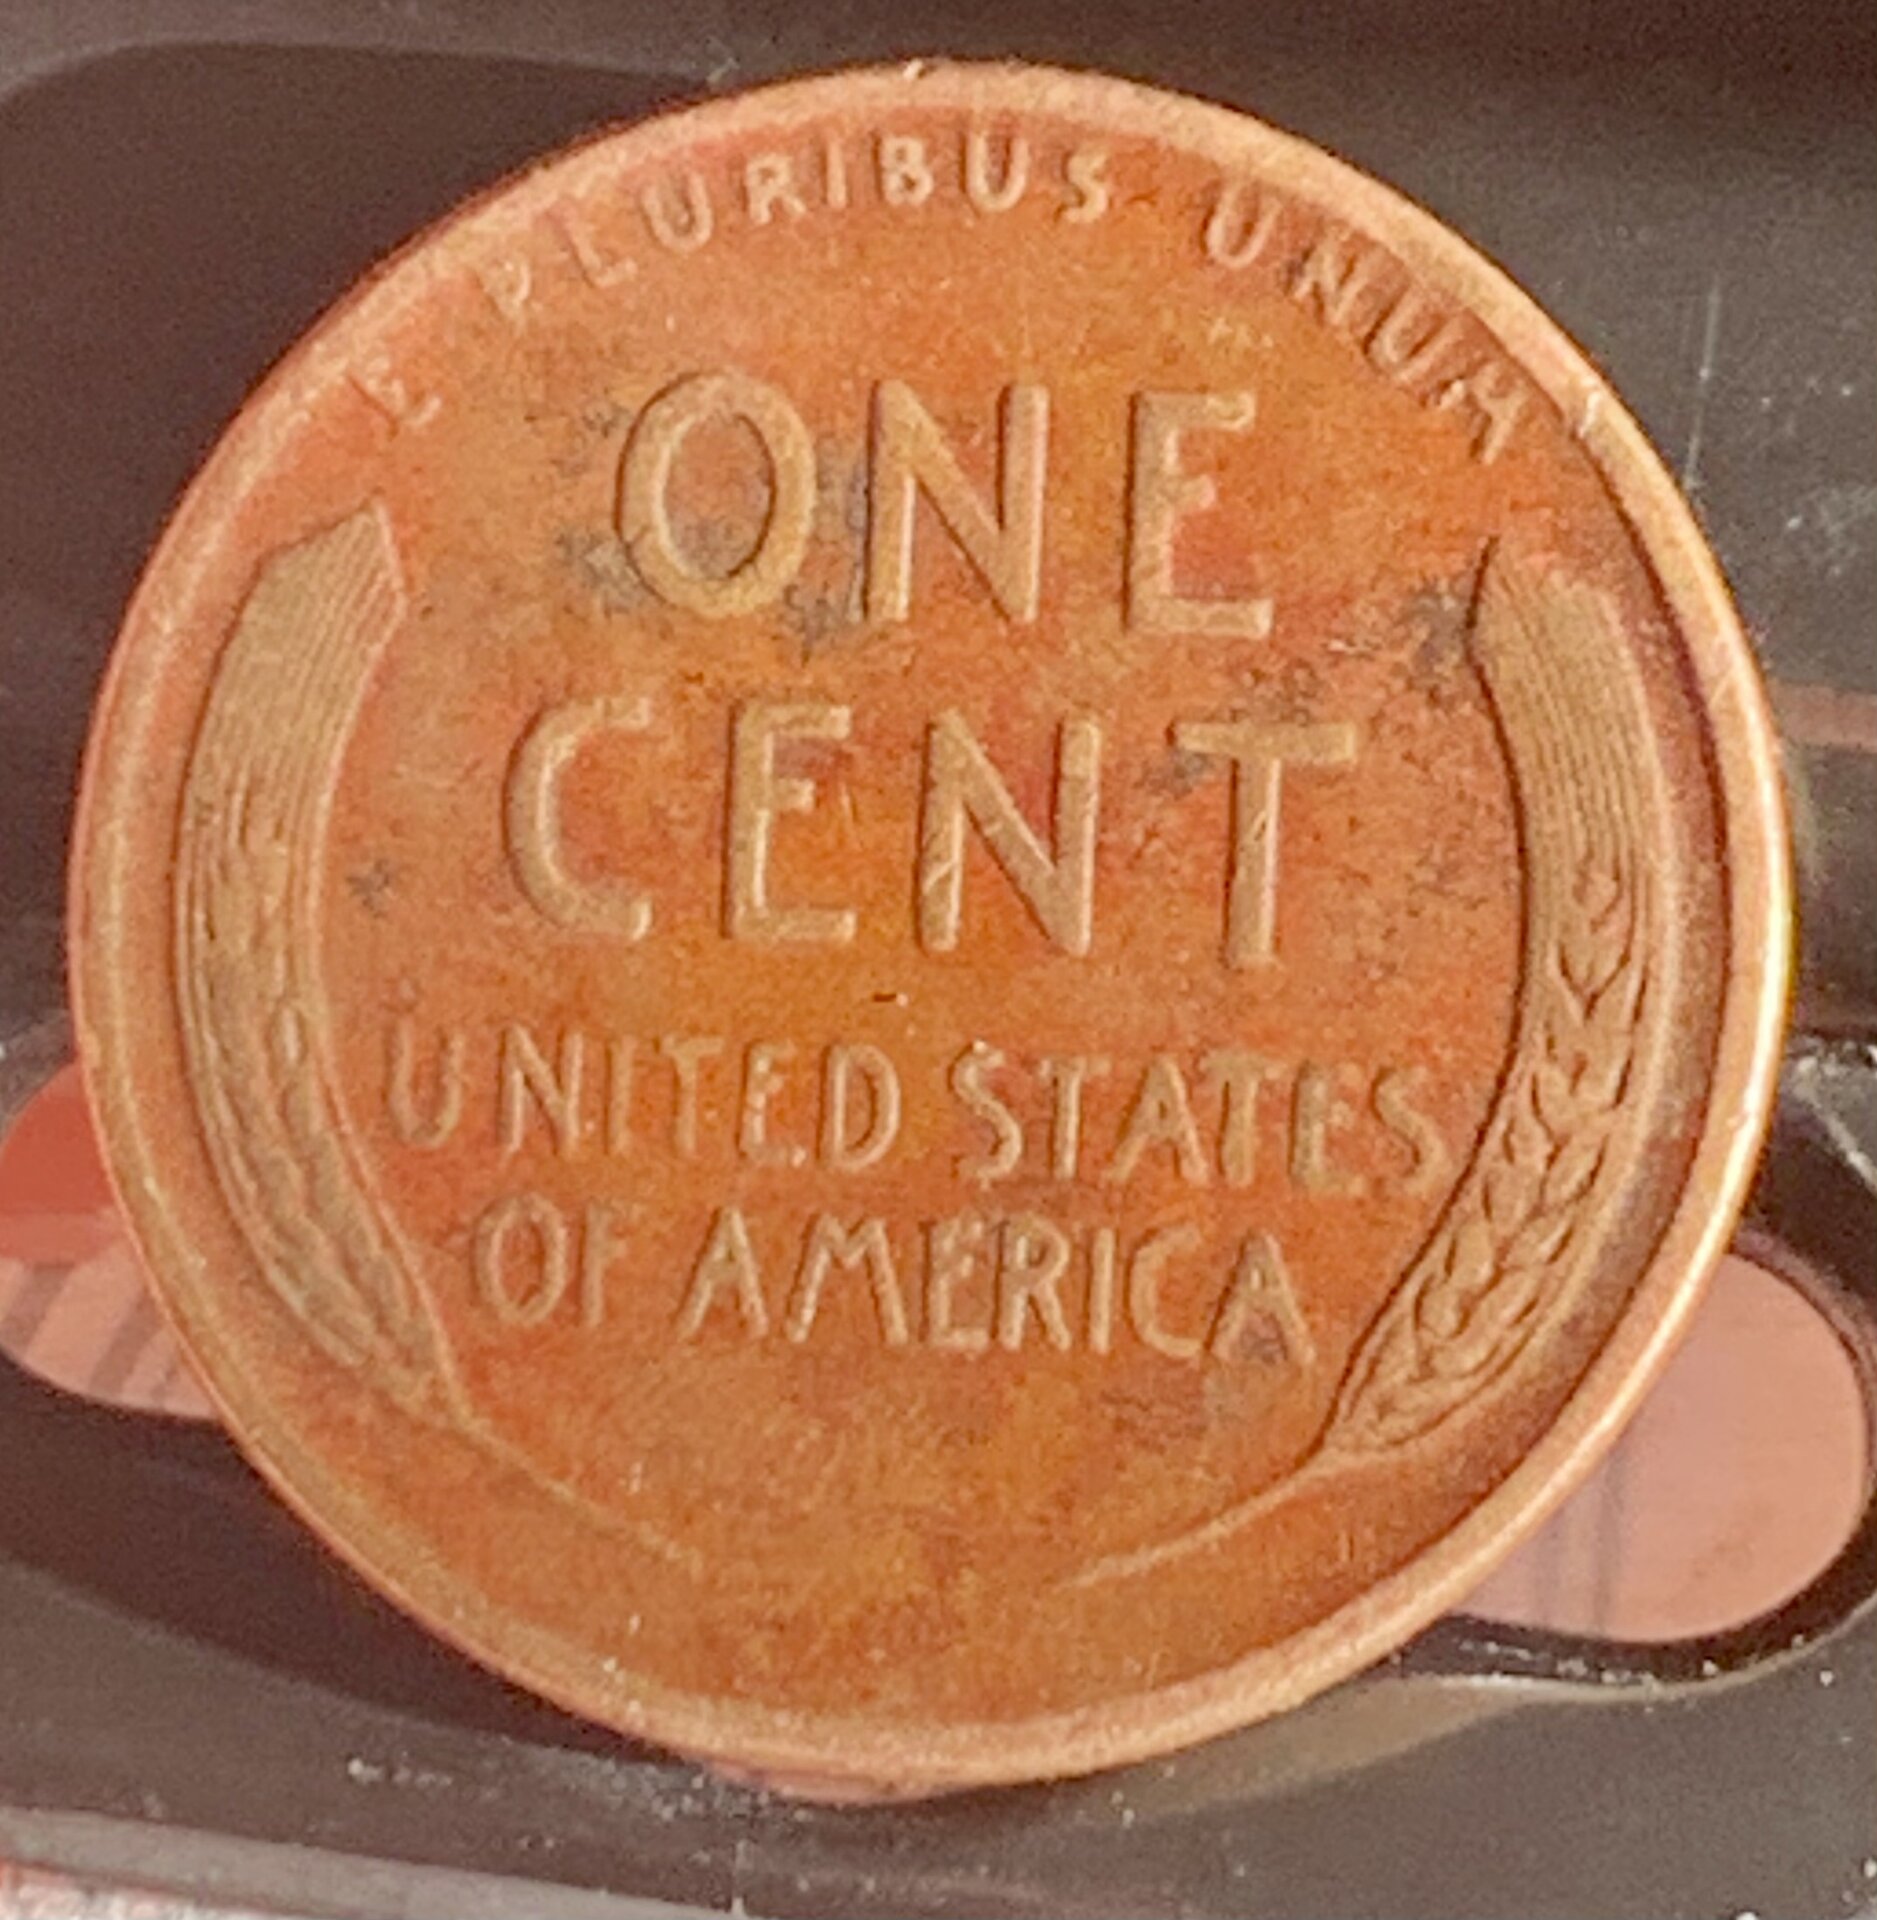 E PLURIBUS UNUM
ONE
CENT
UNITED STATES
OF AMERICA